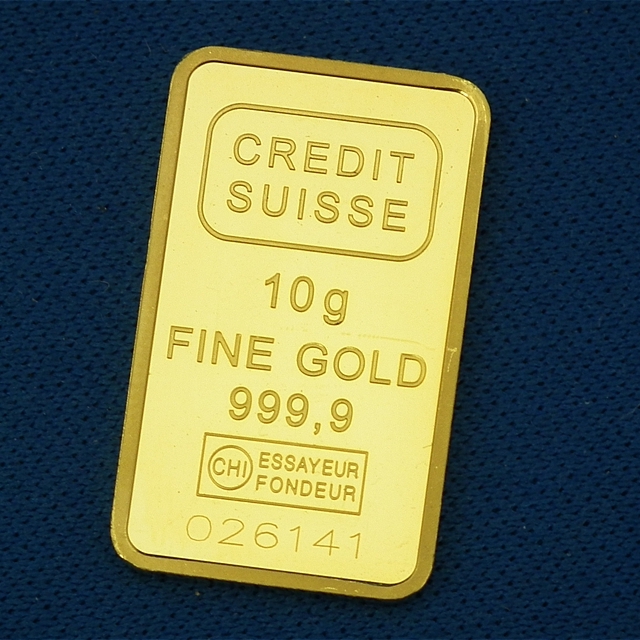 CREDIT
SUISSE
10g
FINE GOLD
999,9
CHI ESSAYEUR
FONDEUR
026141